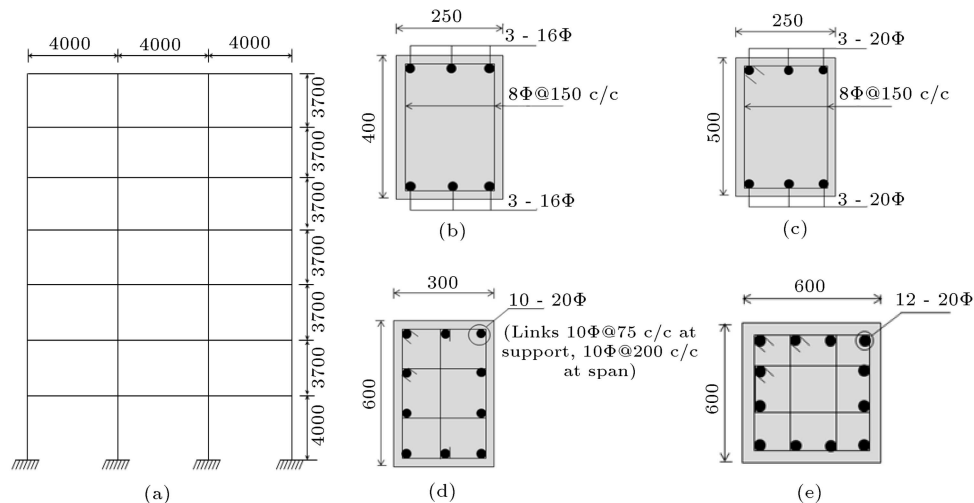 4000 4000 4000
3700
3700
3700
3700
3700
3700
4000
(a)
250
3 - 16Φ
8Φ@150 c/c
400
3 - 16Φ
(b)
250
3 - 20Φ
8Φ@150 c/c
500
3 - 20Φ
(c)
300
10 - 20Φ
(Links 10Φ@75 c/c at
support, 10Φ@200 c/c
at span)
600
(d)
600
12 - 20Φ
600
(e)